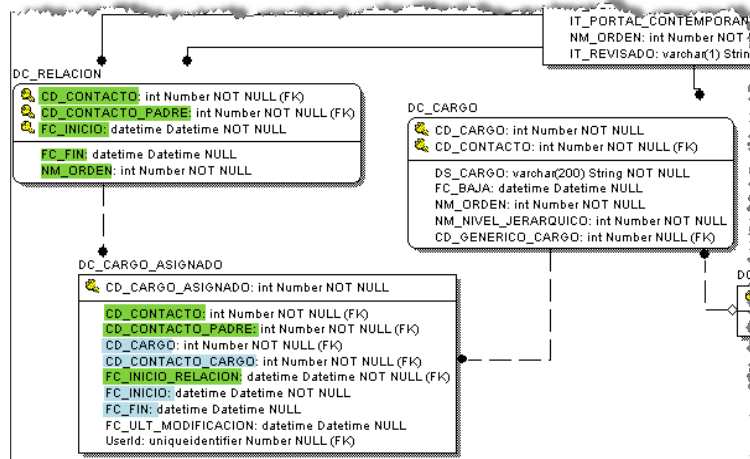 IT_PORTAL_CONTEMPORAN
NM_ORDEN: int Number NOT
IT_REVISADO: varchar(1) Strin
DC_RELACION
CD_CONTACTO: int Number NOT NULL (FK)
CD_CONTACTO_PADRE: int Number NOT NULL (FK)
FC_INICIO: datetime Datetime NOT NULL
FC_FIN: datetime Datetime NULL
NM_ORDEN: int Number NOT NULL
DC_CARGO
CD_CARGO: int Number NOT NULL
CD_CONTACTO: int Number NOT NULL (FK)
DS_CARGO: varchar(200) String NOT NULL
FC_BAJA: datetime Datetime NULL
NM_ORDEN: int Number NOT NULL
NM_NIVEL_JERARQUICO: int Number NOT NULL
CD_GENERICO_CARGO: int Number NULL (FK)
DC_CARGO_ASIGNADO
CD_CARGO_ASIGNADO: int Number NOT NULL
CD_CONTACTO: int Number NOT NULL (FK)
CD_CONTACTO_PADRE: int Number NOT NULL (FK)
CD_CARGO: int Number NOT NULL (FK)
CD_CONTACTO_CARGO: int Number NOT NULL (FK)
FC_INICIO_RELACION: datetime Datetime NOT NULL (FK)
FC_INICIO: datetime Datetime NOT NULL
FC_FIN: datetime Datetime NULL
FC_ULT_MODIFICACION: datetime Datetime NULL
UserId: uniqueidentifier Number NULL (FK)
DC